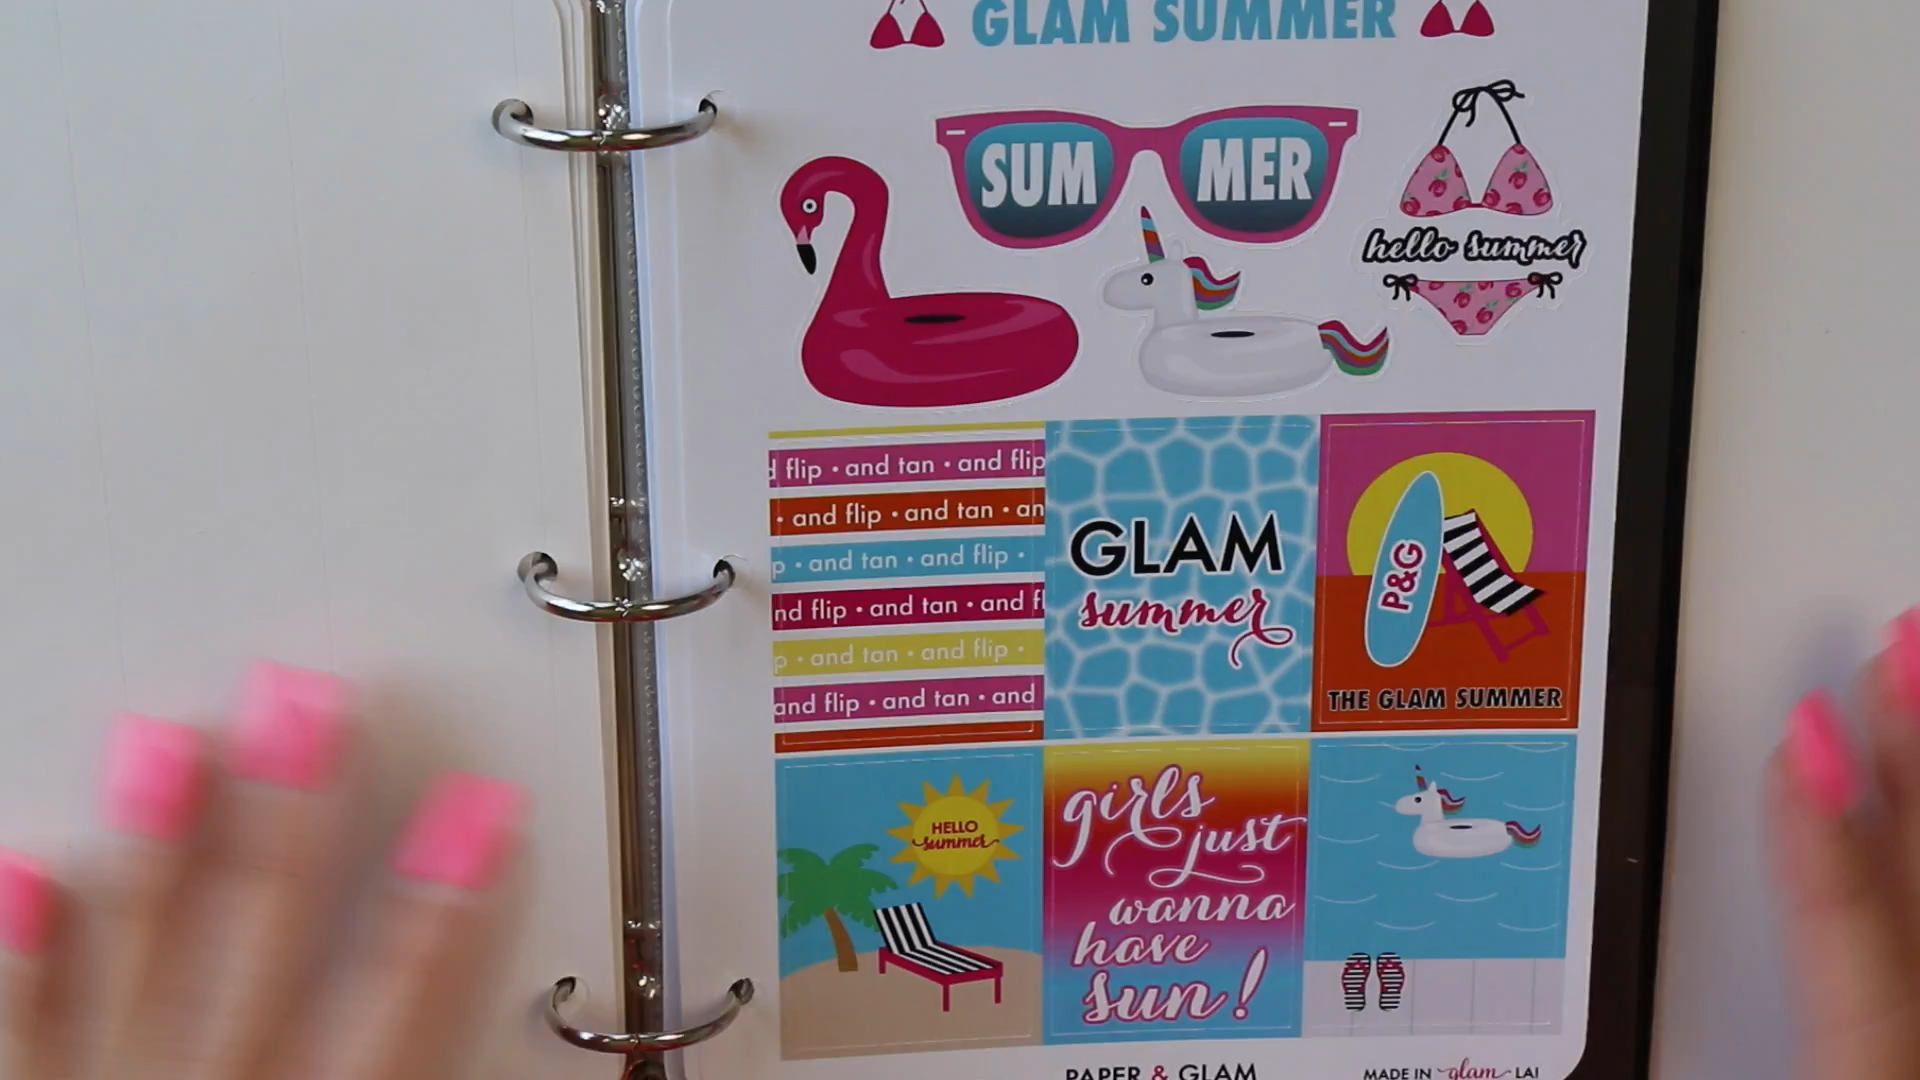 GLAM SUMMER
SUM MER
hello summer
flip • and tan • and flip
• and flip • and tan • an
p • and tan • and flip •
nd flip • and tan • and fl
p • and tan • and flip •
and flip • and tan • and
GLAM
summer
P&G
THE GLAM SUMMER
HELLO
summer
girls
just
wanna
have
sun!
PAPER & GLAM
MADE IN glam LA!